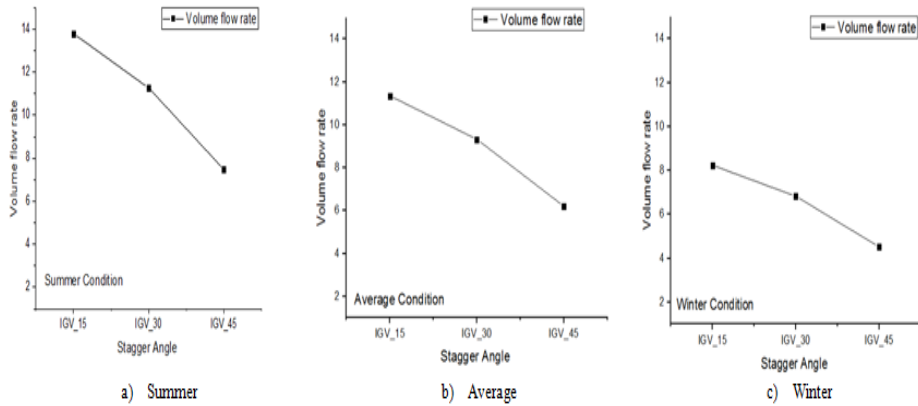 Volume flow rate
14
12
10
8
6
4
2
Volume flow rate
Summer Condition
IGV_15 IGV_30 IGV_45
Stagger Angle
a) Summer
Volume flow rate
14
12
10
8
6
4
2
Volume flow rate
Average Condition
IGV_15 IGV_30 IGV_45
Stagger Angle
b) Average
Volume flow rate
14
12
10
8
6
4
2
Volume flow rate
Winter Condition
IGV_15 IGV_30 IGV_45
Stagger Angle
c) Winter